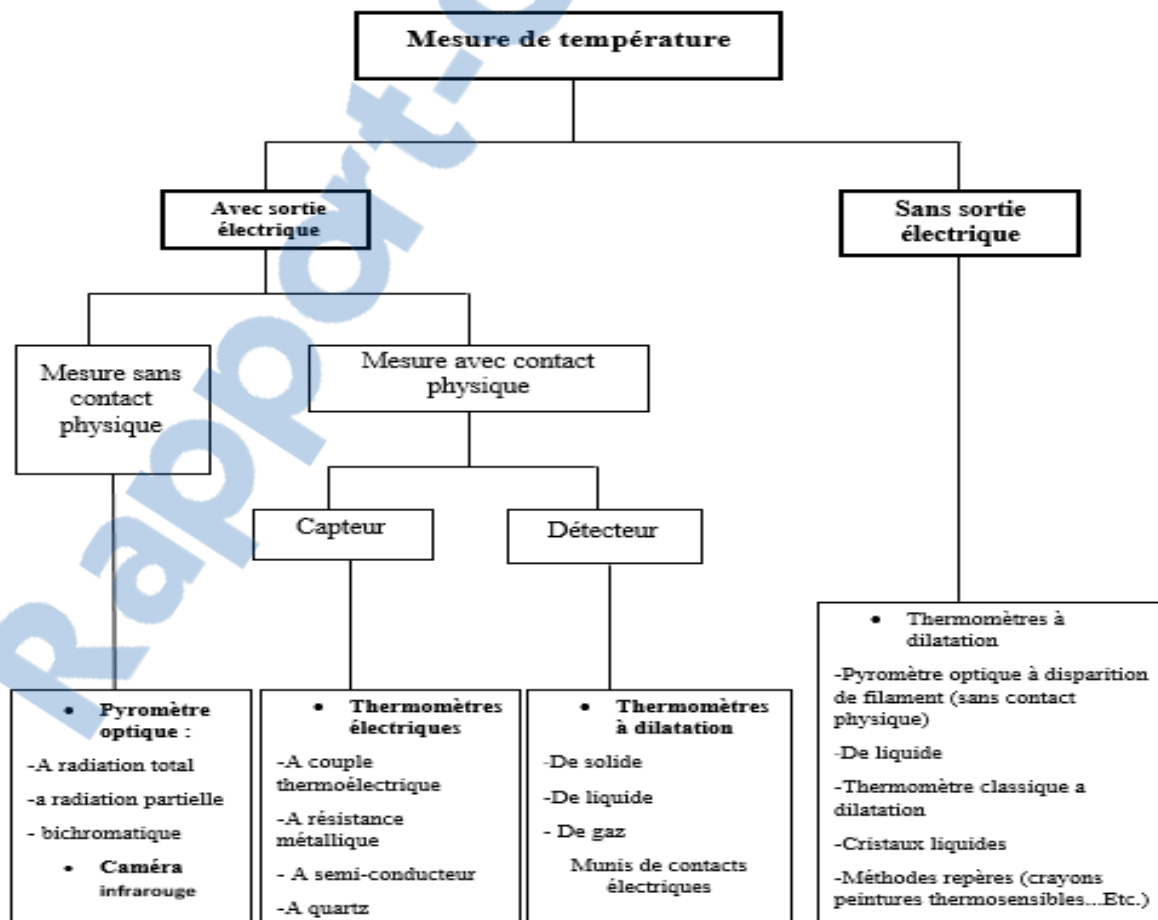 Mesure de température
Avec sortie
électrique
Sans sortie
électrique
Mesure sans
contact
physique
Mesure avec contact
physique
Capteur
Détecteur
• Pyromètre
optique :
-A radiation total
-a radiation partielle
- bichromatique
• Caméra
infrarouge
• Thermomètres
électriques
-A couple
thermoélectrique
-A résistance
métallique
- A semi-conducteur
-A quartz
• Thermomètres
à dilatation
-De solide
-De liquide
- De gaz
Munis de contacts
électriques
• Thermomètres à
dilatation
-Pyromètre optique à disparition
de filament (sans contact
physique)
-De liquide
-Thermomètre classique a
dilatation
-Cristaux liquides
-Méthodes repères (crayons
peintures thermosensibles...Etc.)
Rapport-